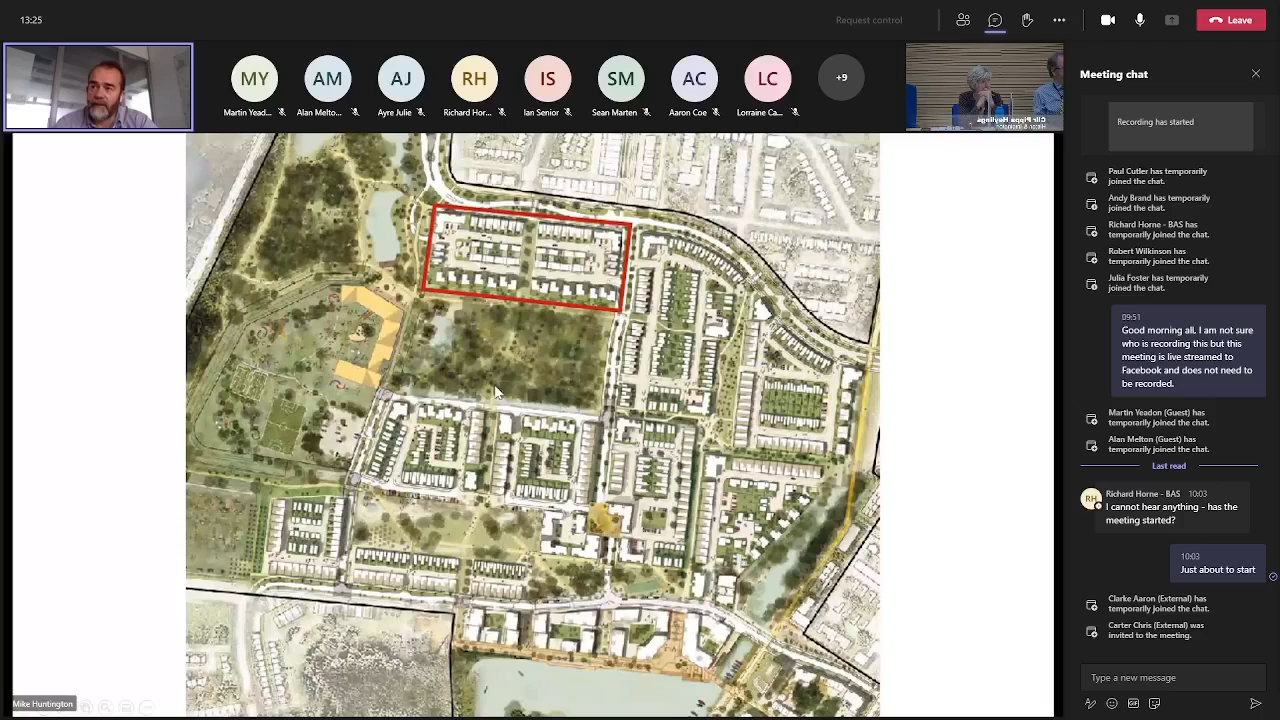 13:25
Request control
Leave
MY
AM
AJ
RH
IS
SM
AC
LC
+9
Martin Ye...
Melton...
Ayre Julie
Richard Hor...
Ian Senior
Sean Marten
Aaron Coe
Lorraine Ca...
Mike Huntington
Meeting chat
Recording has started
Paul Cutler has temporarily
joined the chat.
Andy Brand has temporarily
joined the chat.
Richard Horne - BAS has
temporarily joined the chat.
Robert Wilkinson has
temporarily joined the chat.
Julia Foster has temporarily
joined the chat.
09:51
Good morning all. I am not sure
who is recording this but this
meeting is live streamed to
Facebook and does not need to
be recorded.
Martin Yeadon (Guest) has
temporarily joined the chat.
Alan Melton (Guest) has
temporarily joined the chat.
Last read
RH
Richard Horne - BAS 10:03
I cannot hear anything - has the
meeting started?
10:03
Just about to start
Clarke Aaron (External) has
temporarily joined the chat.
Carter Chris (External) was
invited to the meeting.
Type a new message